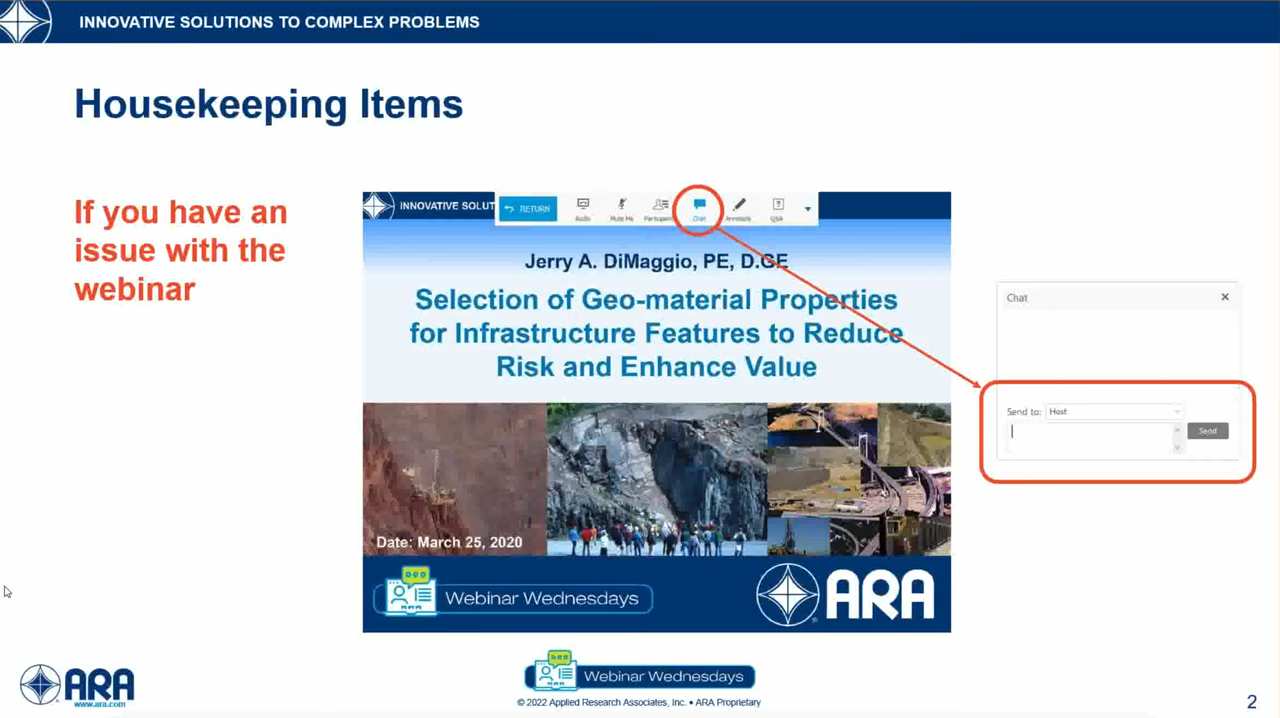 INNOVATIVE SOLUTIONS TO COMPLEX PROBLEMS
Housekeeping Items
If you have an
issue with the
webinar
INNOVATIVE SOLUT
RETURN
Audio
Mute Me
Participant
Chat
Annotate
Q&A
Jerry A. DiMaggio, PE, D.GE
Selection of Geo-material Properties
for Infrastructure Features to Reduce
Risk and Enhance Value
Date: March 25, 2020
Webinar Wednesdays
ARA
Chat
Send to: Host
Send
ARA
www.ara.com
Webinar Wednesdays
© 2022 Applied Research Associates, Inc. • ARA Proprietary
2